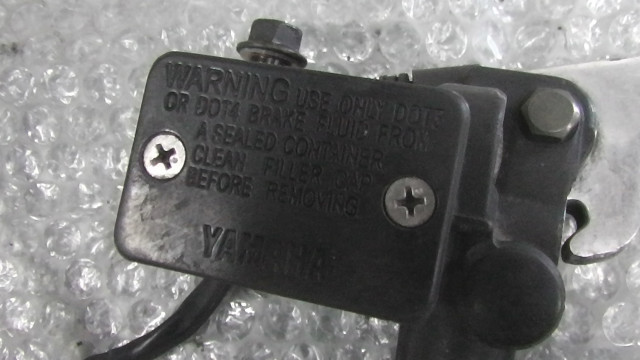 WARNING USE ONLY DOT3
OR DOT4 BRAKE FLUID FROM
A SEALED CONTAINER
CLEAN FILLER CAP
BEFORE REMOVING
YAMAHA